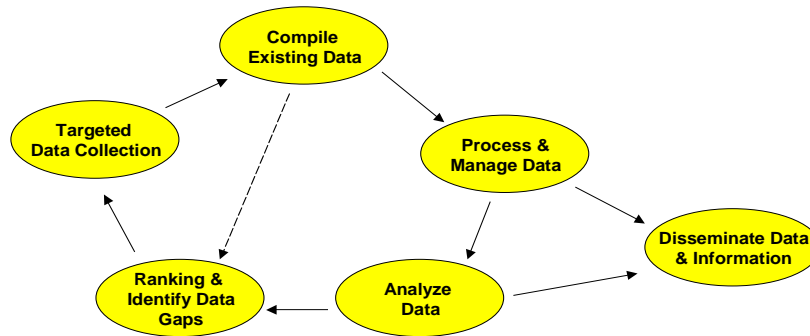 Compile
Existing Data
Targeted
Data Collection
Process &
Manage Data
Disseminate Data
& Information
Ranking &
Identify Data
Gaps
Analyze
Data